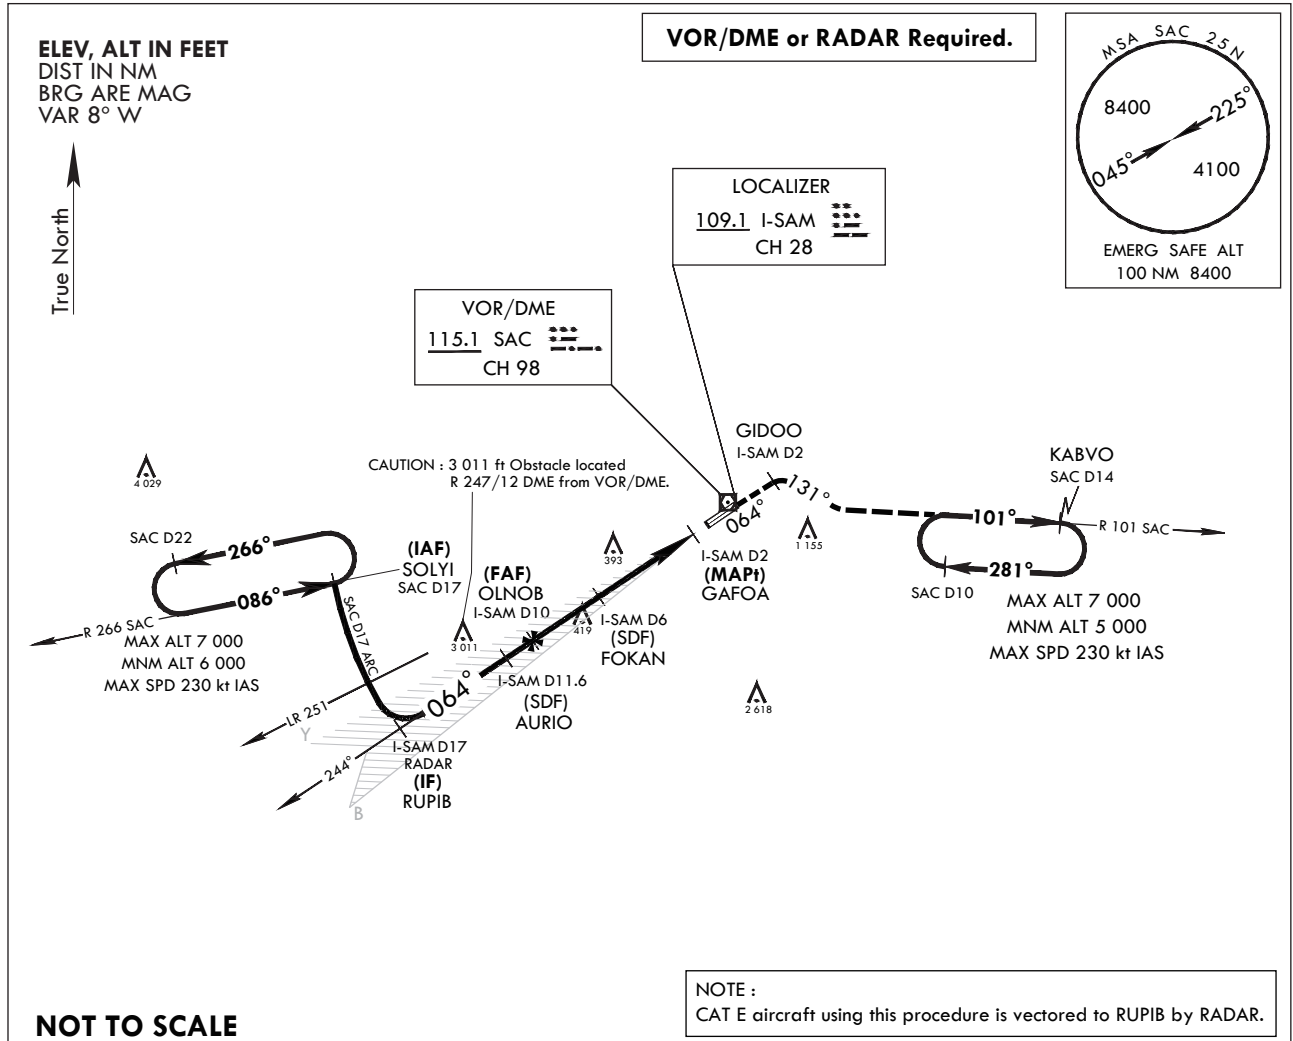 ELEV, ALT IN FEET
DIST IN NM
BRG ARE MAG
VAR 8° W
True North
VOR/DME or RADAR Required.
MSA SAC 25N
8400
225°
045°
4100
EMERG SAFE ALT
100 NM 8400
LOCALIZER
109.1 I-SAM
CH 28
VOR/DME
115.1 SAC
CH 98
GIDOO
I-SAM D2
131°
KABVO
SAC D14
4 029
CAUTION : 3 011 ft Obstacle located
R 247/12 DME from VOR/DME.
SAC D22
266°
086°
(IAF)
SOLYI
SAC D17
R 266 SAC
MAX ALT 7 000
MNM ALT 6 000
MAX SPD 230 kt IAS
SAC D17 ARC
(FAF)
OLNOB
I-SAM D10
3 011
393
419
064°
1 155
I-SAM D2
(MAPt)
GAFOA
101°
R 101 SAC
281°
SAC D10
MAX ALT 7 000
MNM ALT 5 000
MAX SPD 230 kt IAS
I-SAM D6
(SDF)
FOKAN
I-SAM D11.6
(SDF)
AURIO
064°
2 618
LR 251
Y
244°
I-SAM D17
RADAR
(IF)
RUPIB
B
NOTE :
CAT E aircraft using this procedure is vectored to RUPIB by RADAR.
NOT TO SCALE